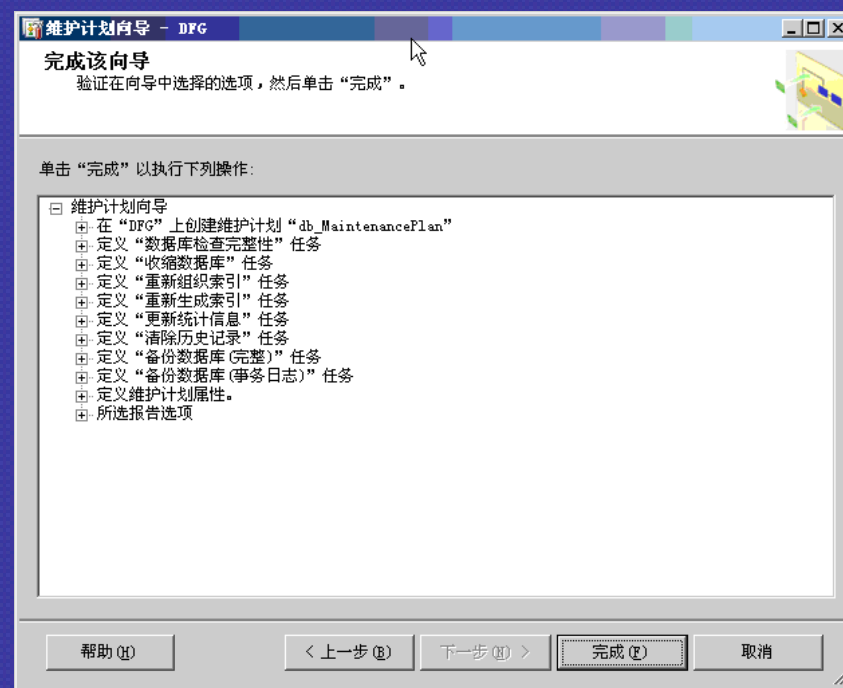 维护计划向导 - DFG
完成该向导
验证在向导中选择的选项，然后单击“完成”。
单击“完成”以执行下列操作:
维护计划向导
在“DFG”上创建维护计划“db_MaintenancePlan”
定义“数据库检查完整性”任务
定义“收缩数据库”任务
定义“重新组织索引”任务
定义“重新生成索引”任务
定义“更新统计信息”任务
定义“清除历史记录”任务
定义“备份数据库(完整)”任务
定义“备份数据库(事务日志)”任务
定义维护计划属性。
所选报告选项
帮助(H)
< 上一步(B)
下一步(N) >
完成(F)
取消